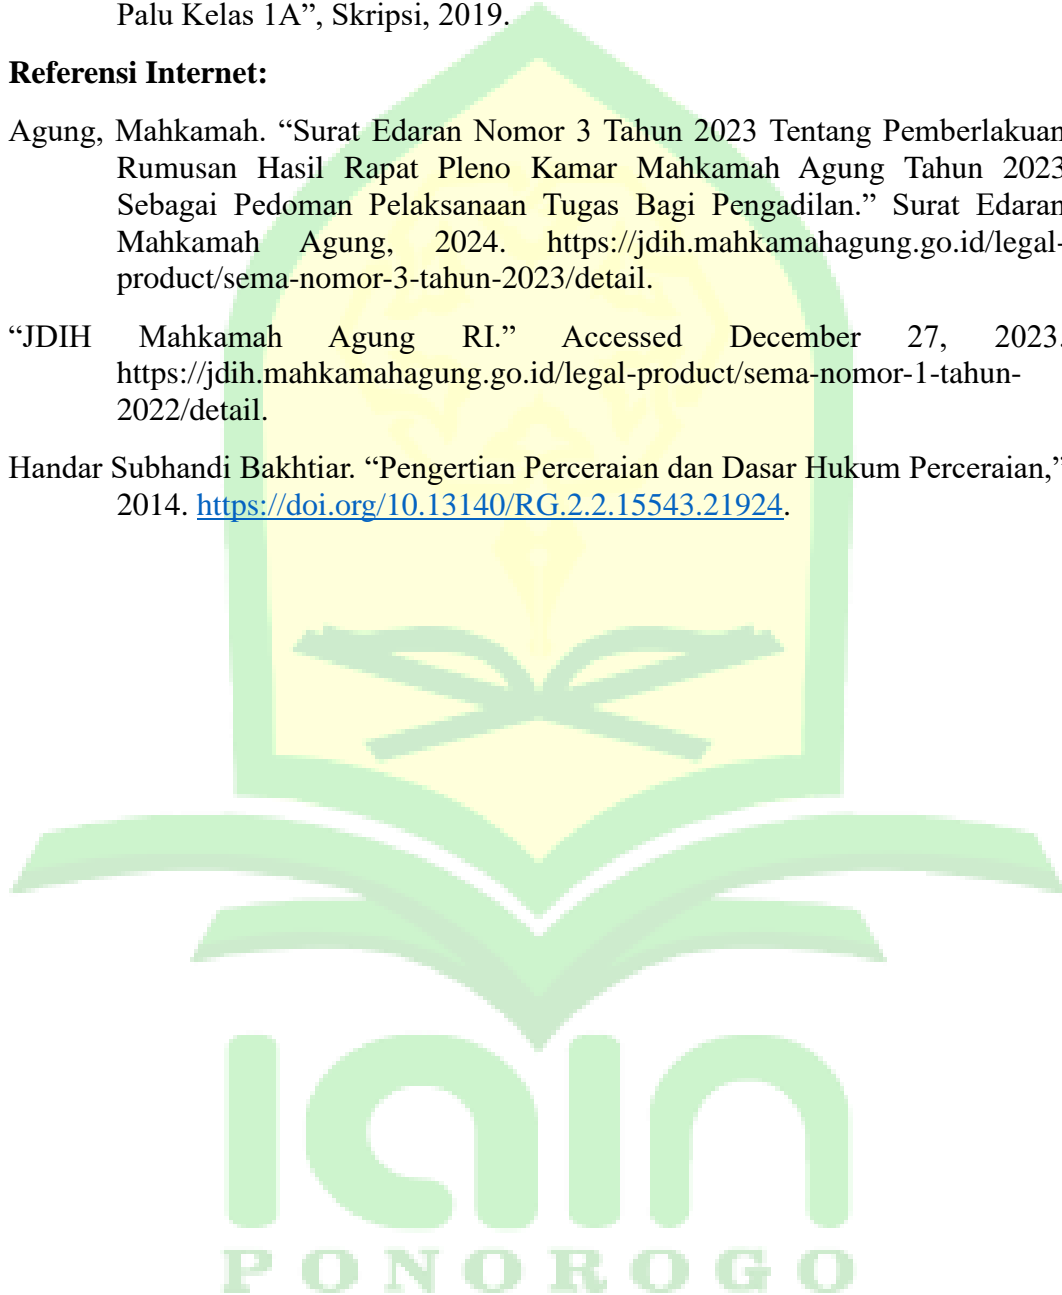 Palu Kelas 1A”, Skripsi, 2019.
Referensi Internet:
Agung, Mahkamah. “Surat Edaran Nomor 3 Tahun 2023 Tentang Pemberlakuan
Rumusan Hasil Rapat Pleno Kamar Mahkamah Agung Tahun 2023
Sebagai Pedoman Pelaksanaan Tugas Bagi Pengadilan.” Surat Edaran
Mahkamah Agung, 2024. https://jdih.mahkamahagung.go.id/legal-
product/sema-nomor-3-tahun-2023/detail.
“JDIH Mahkamah Agung RI.” Accessed December 27, 2023.
https://jdih.mahkamahagung.go.id/legal-product/sema-nomor-1-tahun-
2022/detail.
Handar Subhandi Bakhtiar. “Pengertian Perceraian dan Dasar Hukum Perceraian,”
2014. https://doi.org/10.13140/RG.2.2.15543.21924.
iain
PONOROGO